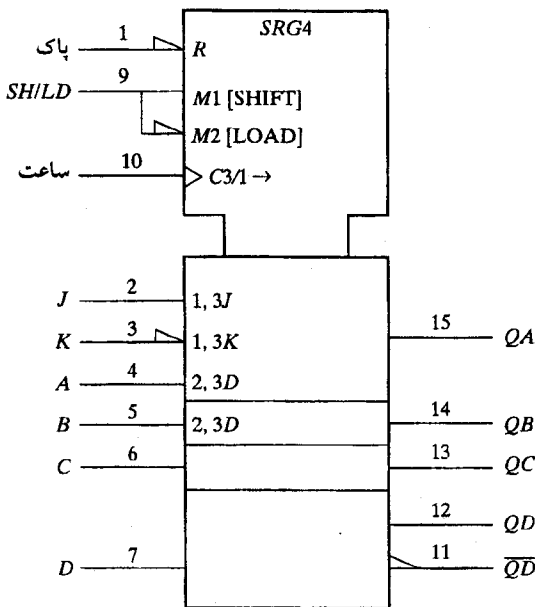 SRG4
پاک 1 R
SH/LD 9 M1 [SHIFT]
M2 [LOAD]
ساعت 10 C3/1 →
J 2 1, 3J
K 3 1, 3K 15 QA
A 4 2, 3D
B 5 2, 3D 14 QB
C 6 13 QC
12 QD
D 7 11 \overline{QD}